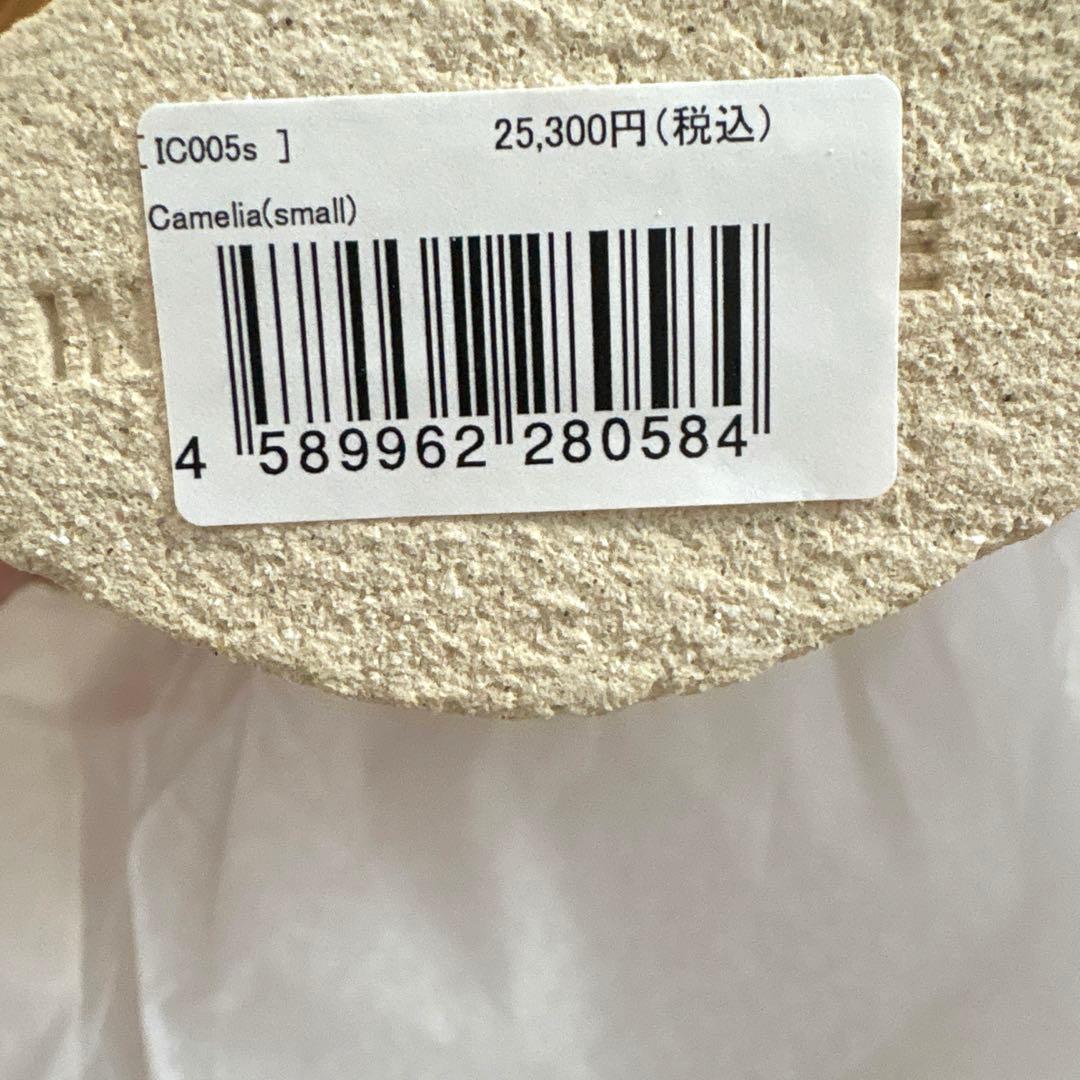 [ IC005s ] 25,300円(税込)
Camelia(small)
4 589962 280584